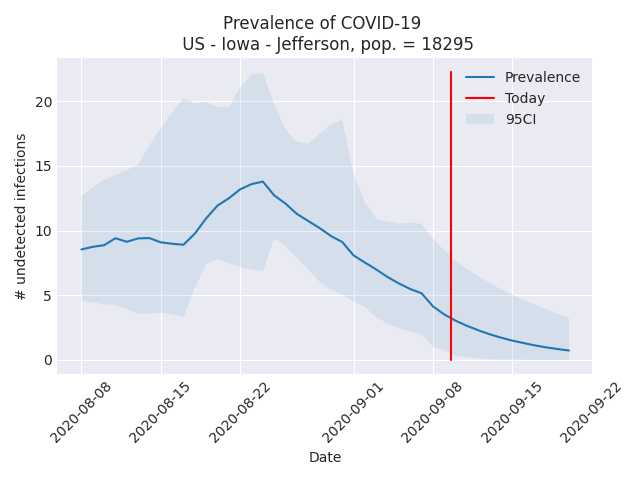 Prevalence of COVID-19
US - Iowa - Jefferson, pop. = 18295
Prevalence
Today
95CI
# undetected infections
20
15
10
5
0
2020-08-08
2020-08-15
2020-08-22
2020-09-01
2020-09-08
2020-09-15
2020-09-22
Date